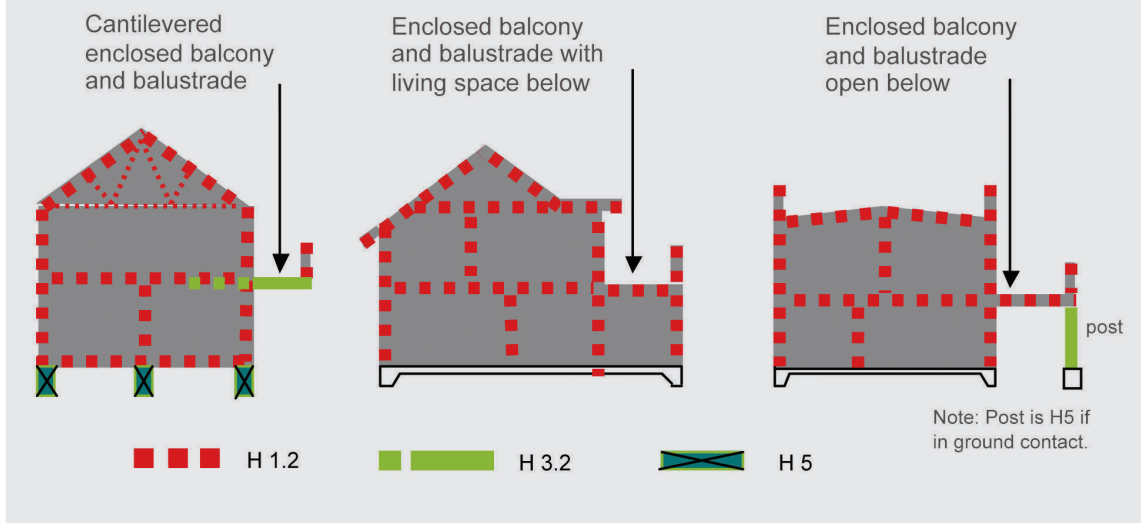 Cantilevered
enclosed balcony
and balustrade
Enclosed balcony
and balustrade with
living space below
Enclosed balcony
and balustrade
open below
post
Note: Post is H5 if
in ground contact.
H 1.2
H 3.2
H 5